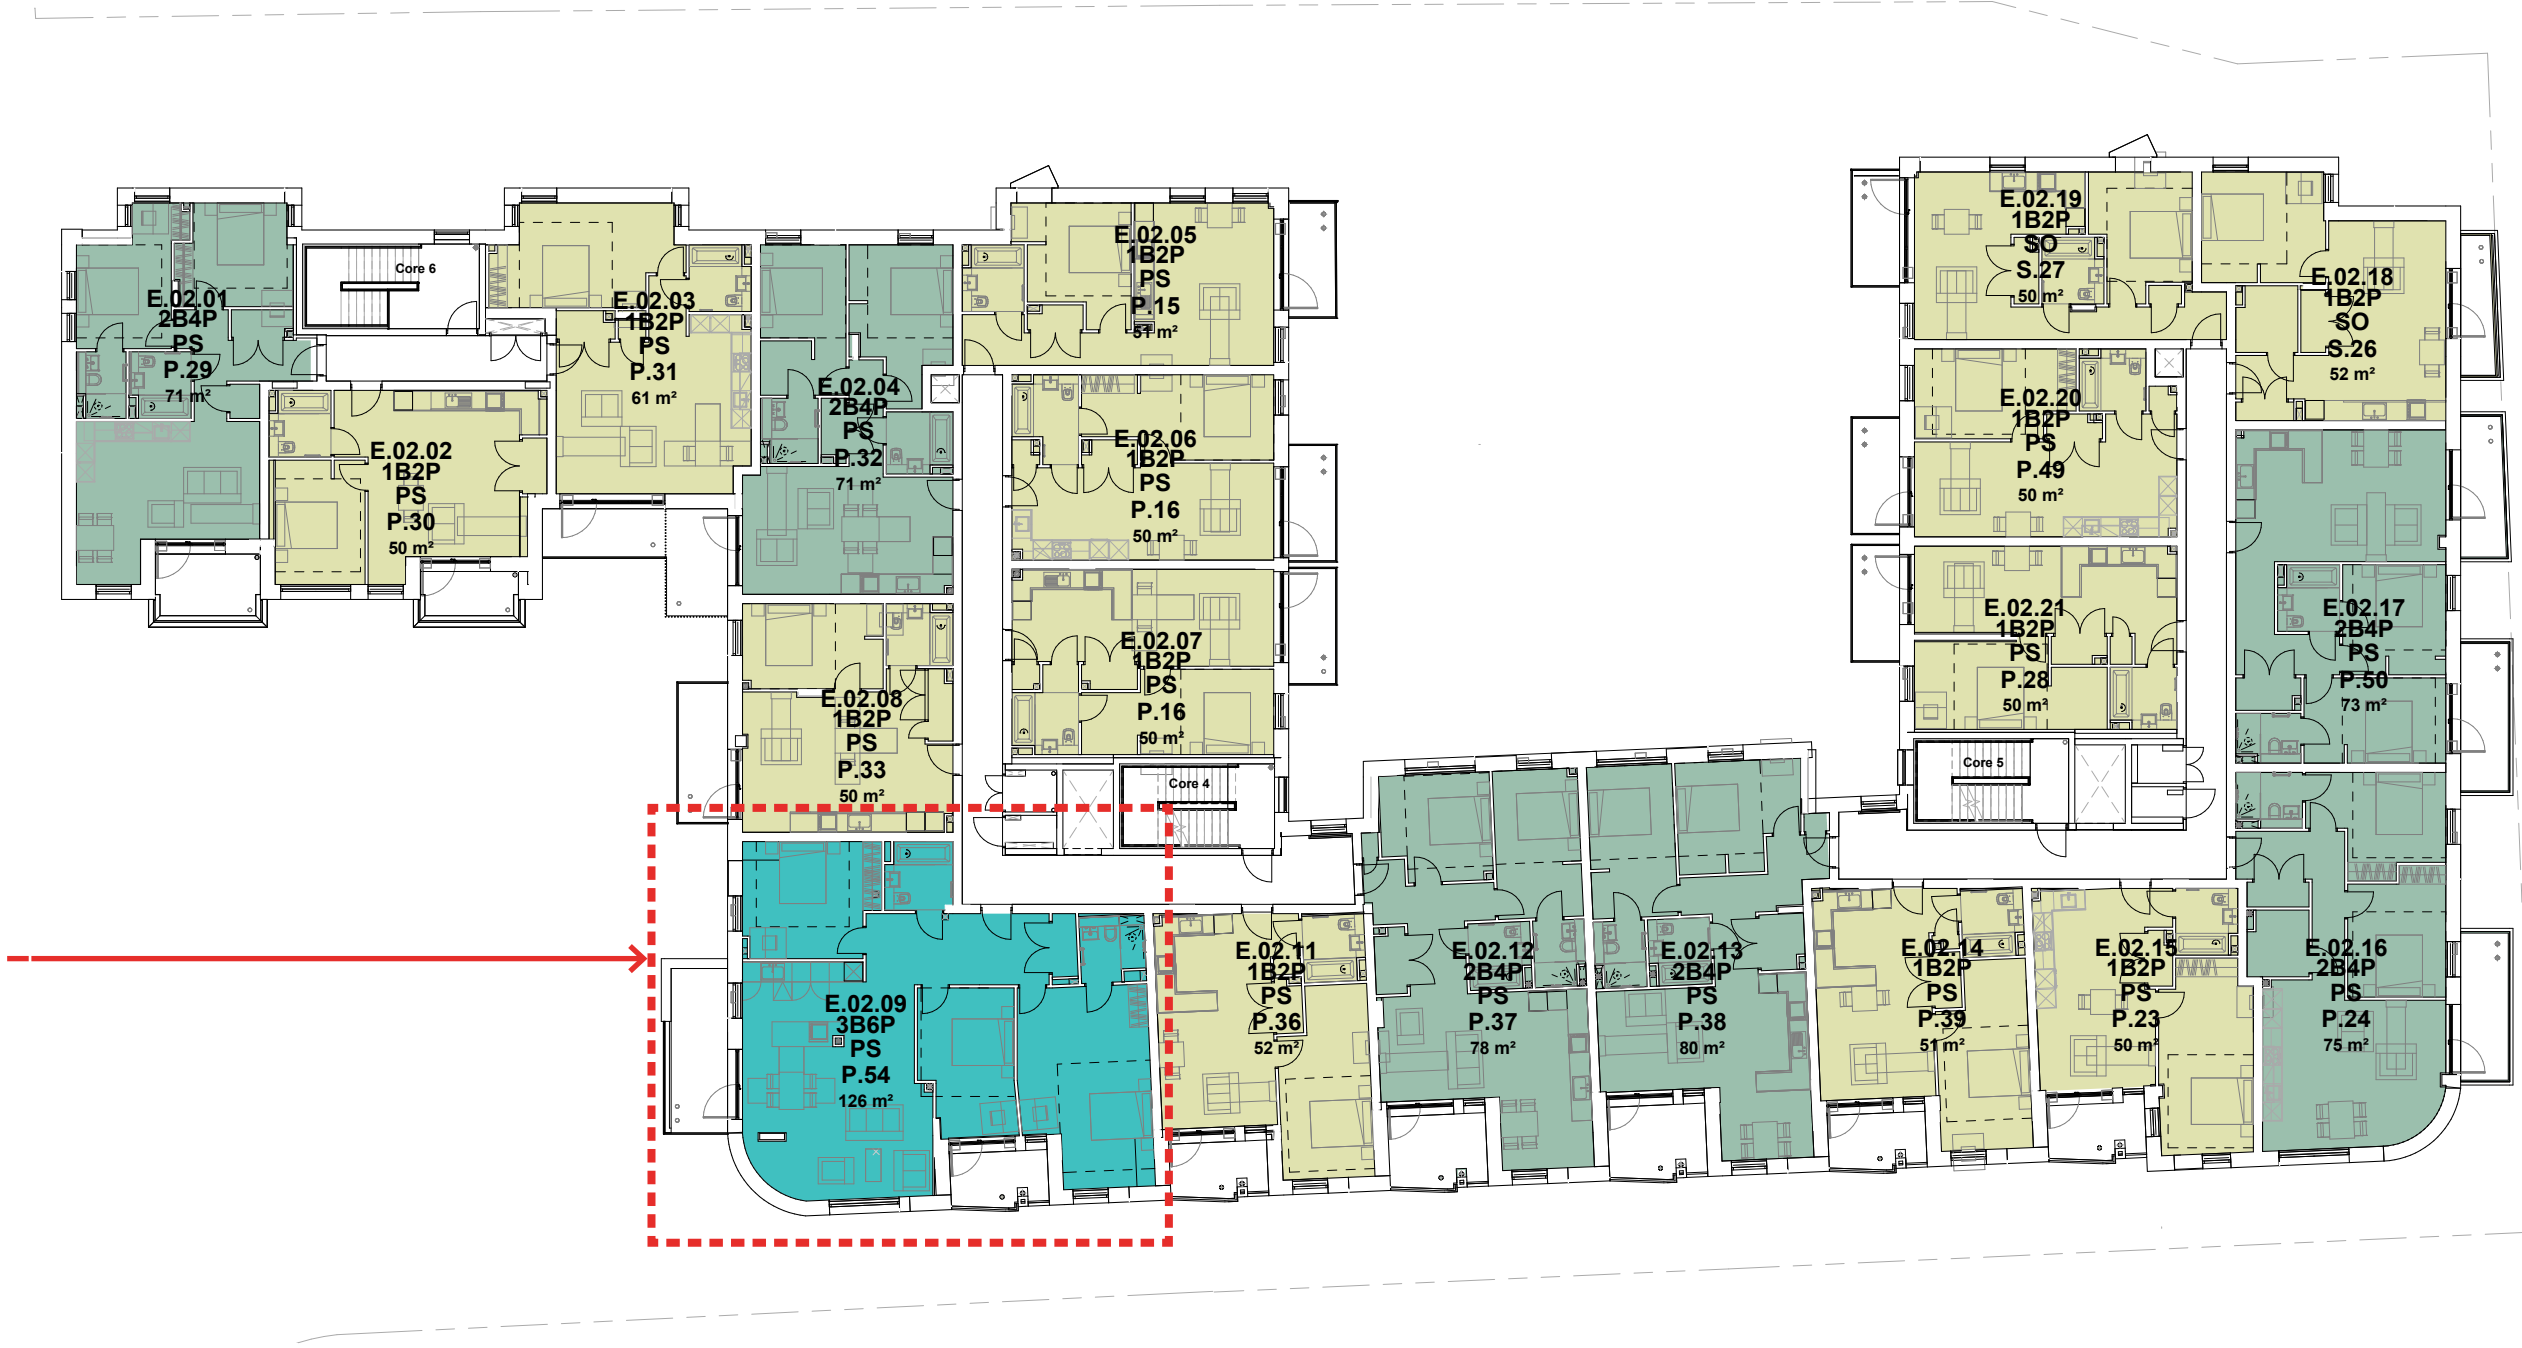 E.02.01
2B4P
PS
P.29
71 m²
Core 6
E.02.02
1B2P
PS
P.30
50 m²
E.02.03
1B2P
PS
P.31
61 m²
E.02.04
2B4P
PS
P.32
71 m²
E.02.05
1B2P
PS
P.15
51 m²
E.02.06
1B2P
PS
P.16
50 m²
E.02.07
1B2P
PS
P.16
50 m²
E.02.08
1B2P
PS
P.33
50 m²
Core 4
E.02.09
3B6P
PS
P.54
126 m²
E.02.11
1B2P
PS
P.36
52 m²
E.02.12
2B4P
PS
P.37
78 m²
E.02.13
2B4P
PS
P.38
80 m²
E.02.14
1B2P
PS
P.39
51 m²
E.02.15
1B2P
PS
P.23
50 m²
E.02.16
2B4P
PS
P.24
75 m²
E.02.17
2B4P
PS
P.50
73 m²
E.02.18
1B2P
SO
S.26
52 m²
E.02.19
1B2P
SO
S.27
50 m²
E.02.20
1B2P
PS
P.49
50 m²
E.02.21
1B2P
PS
P.28
50 m²
Core 5